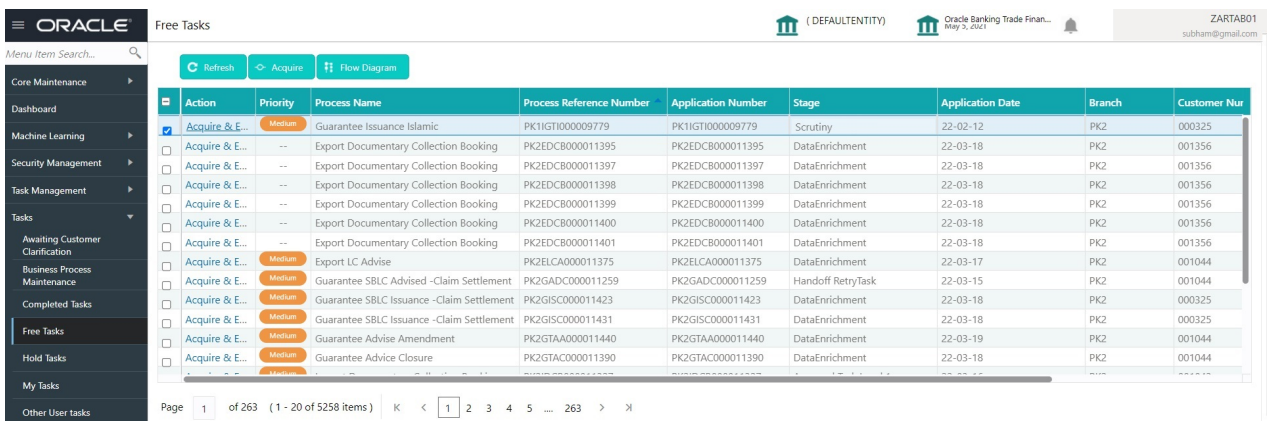 ORACLE
Free Tasks
( DEFAULTENTITY)
Oracle Banking Trade Finan...
May 5, 2021
ZARTAB01
subham@gmail.com
Menu Item Search...
Core Maintenance
Dashboard
Machine Learning
Security Management
Task Management
Tasks
Awaiting Customer
Clarification
Business Process
Maintenance
Completed Tasks
Free Tasks
Hold Tasks
My Tasks
Other User tasks
Refresh Acquire Flow Diagram
Action Priority Process Name Process Reference Number Application Number Stage Application Date Branch Customer Nur
Acquire & E... Medium Guarantee Issuance Islamic PK1IGTI000009779 PK1IGTI000009779 Scrutiny 22-02-12 PK2 000325
Acquire & E... -- Export Documentary Collection Booking PK2EDCB000011395 PK2EDCB000011395 DataEnrichment 22-03-18 PK2 001356
Acquire & E... -- Export Documentary Collection Booking PK2EDCB000011397 PK2EDCB000011397 DataEnrichment 22-03-18 PK2 001356
Acquire & E... -- Export Documentary Collection Booking PK2EDCB000011398 PK2EDCB000011398 DataEnrichment 22-03-18 PK2 001356
Acquire & E... -- Export Documentary Collection Booking PK2EDCB000011399 PK2EDCB000011399 DataEnrichment 22-03-18 PK2 001356
Acquire & E... -- Export Documentary Collection Booking PK2EDCB000011400 PK2EDCB000011400 DataEnrichment 22-03-18 PK2 001356
Acquire & E... -- Export Documentary Collection Booking PK2EDCB000011401 PK2EDCB000011401 DataEnrichment 22-03-18 PK2 001356
Acquire & E... Medium Export LC Advise PK2ELCA000011375 PK2ELCA000011375 DataEnrichment 22-03-17 PK2 001044
Acquire & E... Medium Guarantee SBLC Advised -Claim Settlement PK2GADC000011259 PK2GADC000011259 Handoff RetryTask 22-03-15 PK2 001044
Acquire & E... Medium Guarantee SBLC Issuance -Claim Settlement PK2GISC000011423 PK2GISC000011423 DataEnrichment 22-03-18 PK2 000325
Acquire & E... Medium Guarantee SBLC Issuance -Claim Settlement PK2GISC000011431 PK2GISC000011431 DataEnrichment 22-03-18 PK2 000325
Acquire & E... Medium Guarantee Advise Amendment PK2GTAA000011440 PK2GTAA000011440 DataEnrichment 22-03-19 PK2 001044
Acquire & E... Medium Guarantee Advice Closure PK2GTAC000011390 PK2GTAC000011390 DataEnrichment 22-03-18 PK2 001044
Page 1 of 263 ( 1 - 20 of 5258 items ) 1 2 3 4 5 .... 263